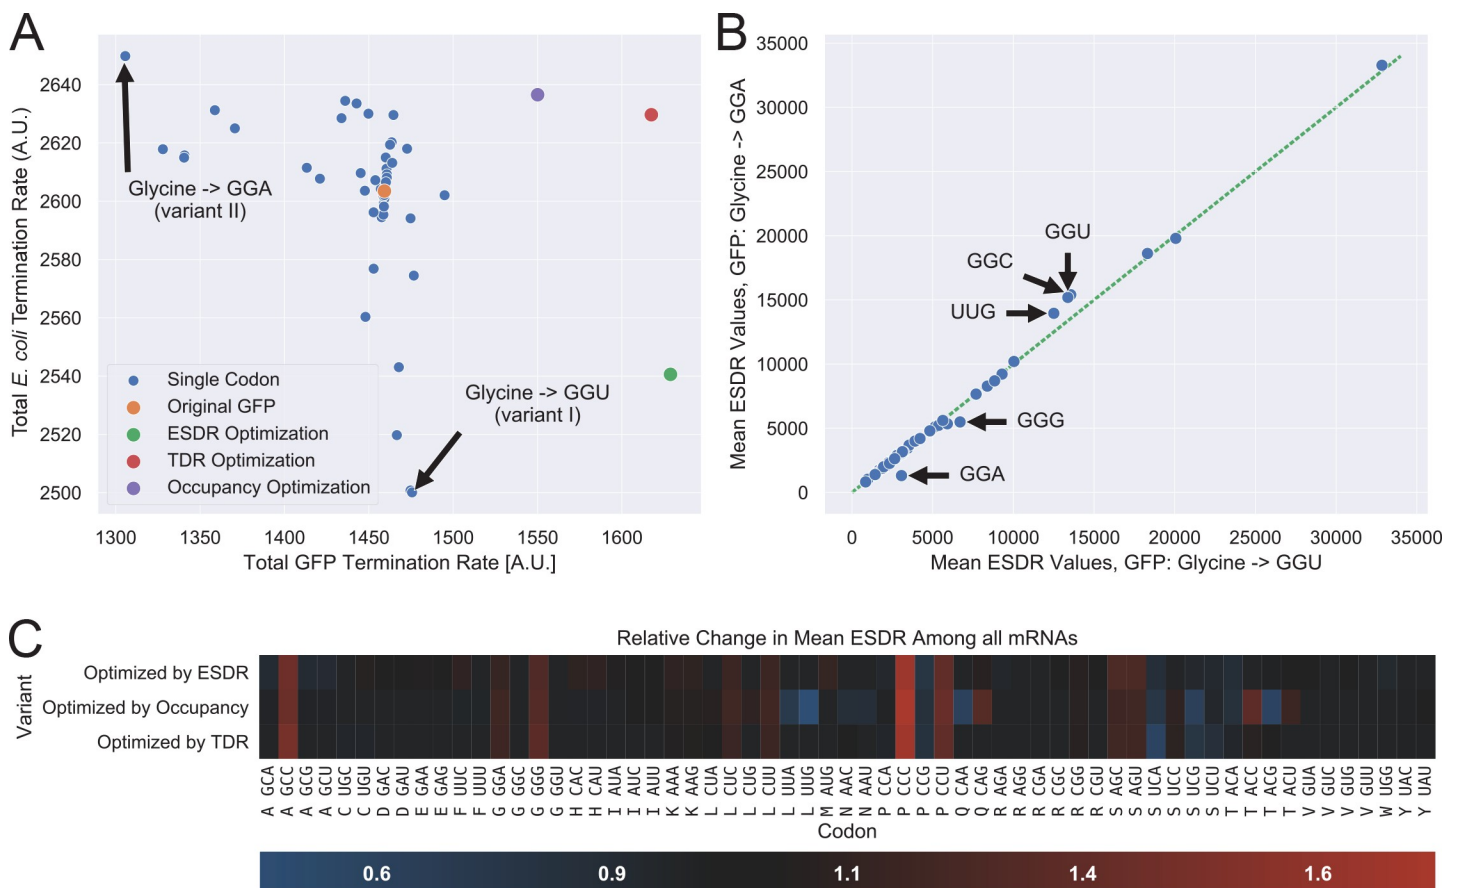 A
Total E. coli Termination Rate (A.U.)
2640
2620
2600
2580
2560
2540
2520
2500
Glycine -> GGA
(variant II)
Glycine -> GGU
(variant I)
Single Codon
Original GFP
ESDR Optimization
TDR Optimization
Occupancy Optimization
1300 1350 1400 1450 1500 1550 1600
Total GFP Termination Rate [A.U.]
B
Mean ESDR Values, GFP: Glycine -> GGA
35000
30000
25000
20000
15000
10000
5000
0
GGU
GGC
UUG
GGG
GGA
0 5000 10000 15000 20000 25000 30000 35000
Mean ESDR Values, GFP: Glycine -> GGU
C
Relative Change in Mean ESDR Among all mRNAs
Variant
Optimized by ESDR
Optimized by Occupancy
Optimized by TDR
A GCA
A GCC
A GCG
A GCU
C UGC
C UGU
D GAC
D GAU
E GAA
E GAG
F UUC
F UUU
G GGA
G GGC
G GGG
G GGU
H CAC
H CAU
I AUA
I AUC
I AUU
K AAA
K AAG
L CUA
L CUC
L CUG
L CUU
L UUA
L UUG
M AUG
N AAC
N AAU
P CCA
P CCC
P CCG
P CCU
Q CAA
Q CAG
R AGA
R AGG
R CGA
R CGC
R CGG
R CGU
S AGC
S AGU
S UCA
S UCC
S UCG
S UCU
T ACA
T ACC
T ACG
T ACU
V GUA
V GUC
V GUG
V GUU
W UGG
Y UAC
Y UAU
Codon
0.6 0.9 1.1 1.4 1.6